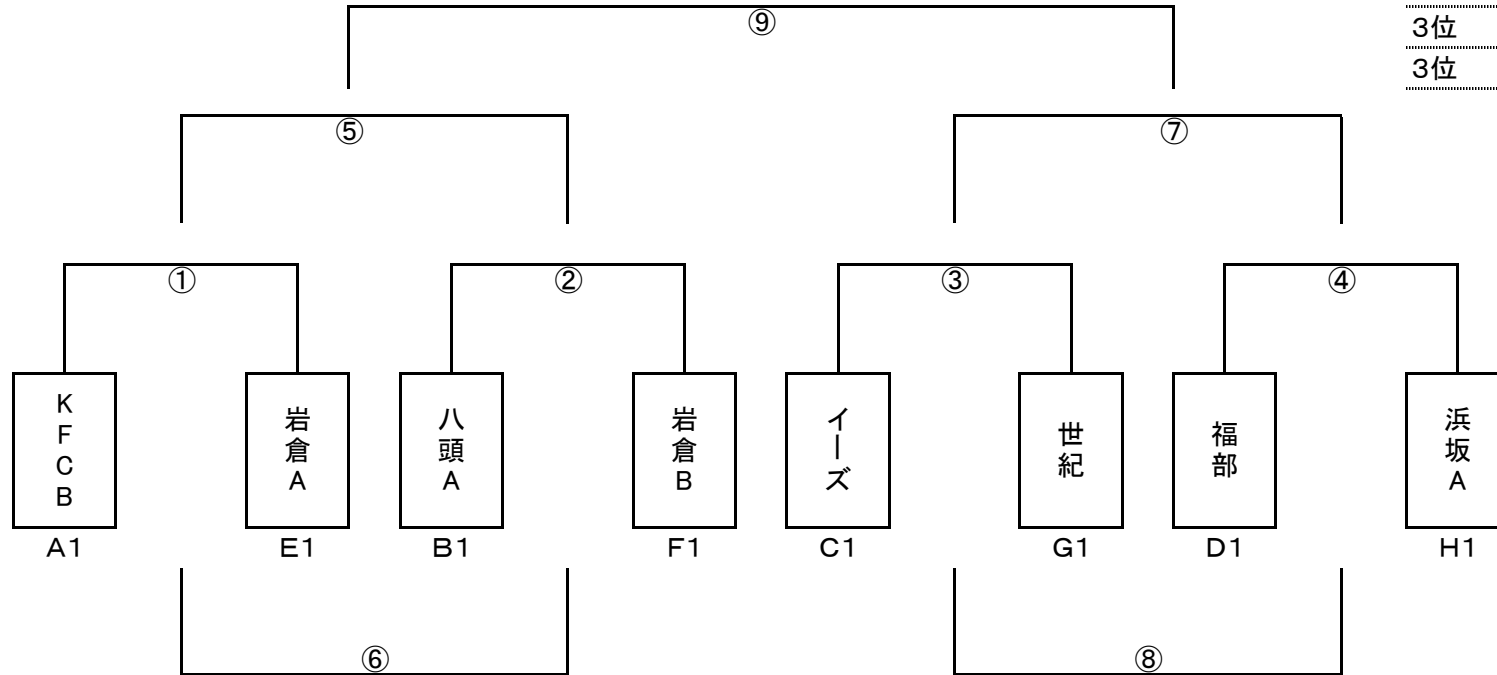 ⑨
3位
3位
⑤
⑦
①
②
③
④
KFCB
岩倉A
八頭A
岩倉B
イーズ
世紀
福部
浜坂A
A1
E1
B1
F1
C1
G1
D1
H1
⑥
⑧